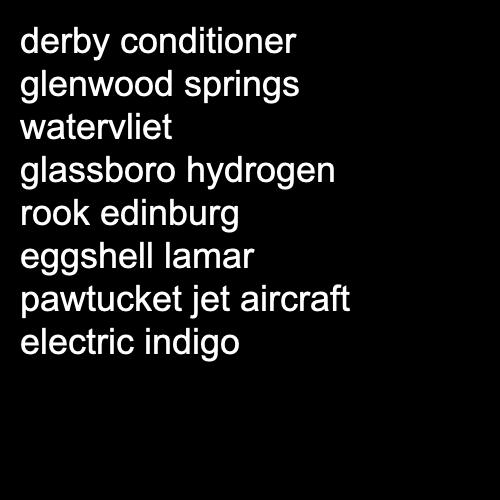 derby conditioner
glenwood springs
watervliet
glassboro hydrogen
rook edinburg
eggshell lamar
pawtucket jet aircraft
electric indigo